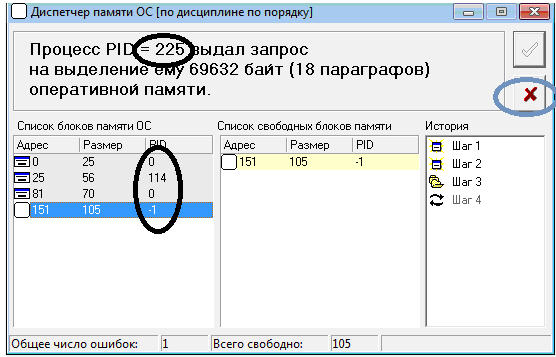 Диспетчер памяти ОС [по дисциплине по порядку]
Процесс PID = 225 выдал запрос
на выделение ему 69632 байт (18 параграфов)
оперативной памяти.
Список блоков памяти ОС
Адрес Размер PID
0 25 0
25 56 114
81 70 0
151 105 -1
Список свободных блоков памяти
Адрес Размер PID
151 105 -1
История
Шаг 1
Шаг 2
Шаг 3
Шаг 4
Общее число ошибок: 1 Всего свободно: 105